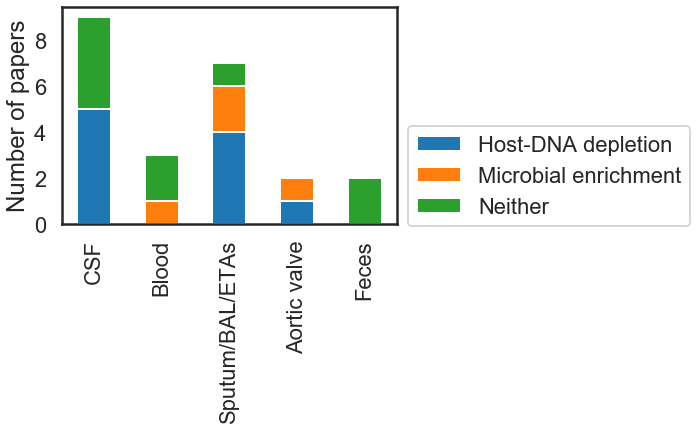 Number of papers
8
6
4
2
0
CSF
Blood
Sputum/BAL/ETAs
Aortic valve
Feces
Host-DNA depletion
Microbial enrichment
Neither